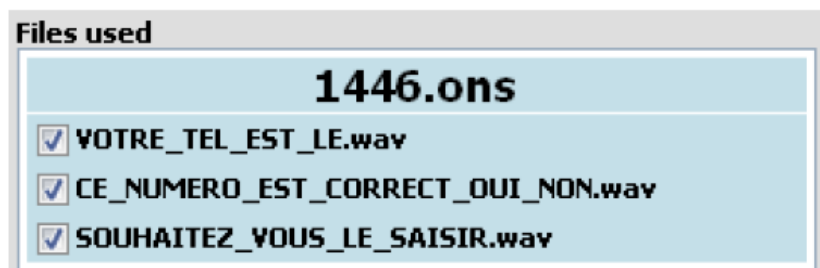 Files used
1446.ons
VOTRE_TEL_EST_LE.wav
CE_NUMERO_EST_CORRECT_OUI_NON.wav
SOUHAITEZ_VOUS_LE_SAISIR.wav